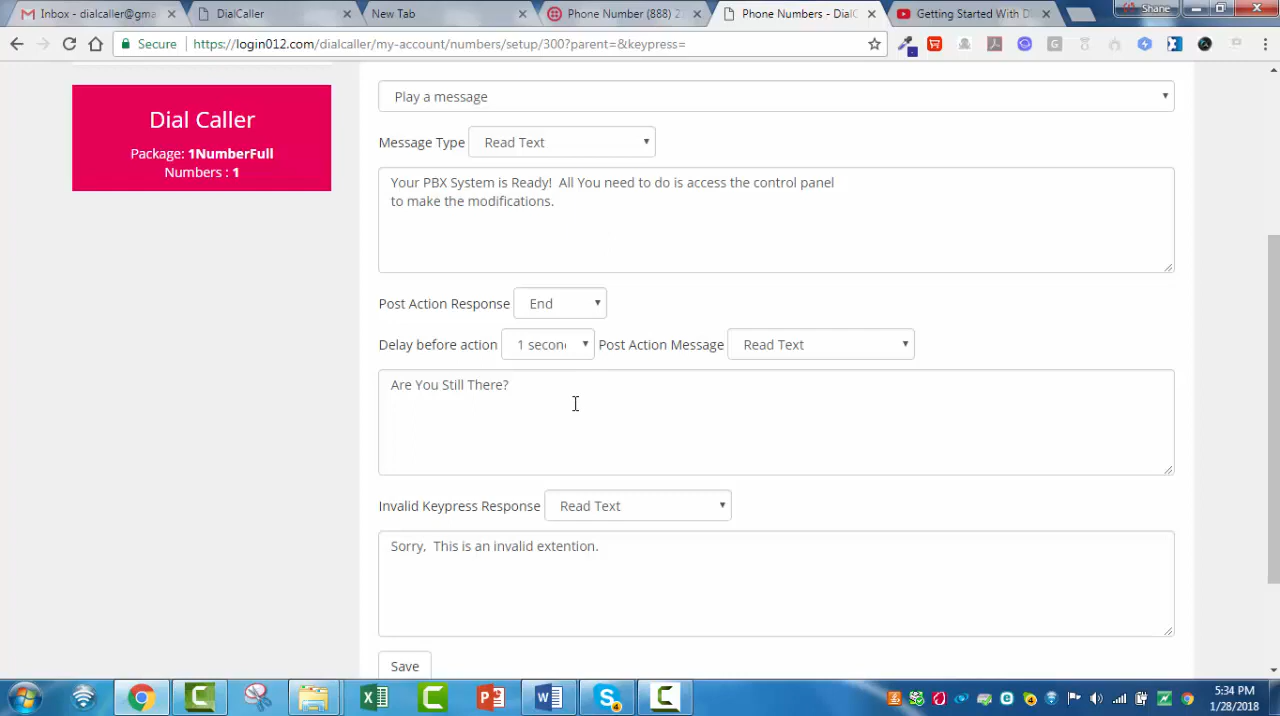 Inbox - dialcaller@gma
DialCaller
New Tab
Phone Number (888) 2
Phone Numbers - DialC
Getting Started With D
Shane
Secure
https://login012.com/dialcaller/my-account/numbers/setup/300?parent=&keypress=
Dial Caller
Package: 1NumberFull
Numbers : 1
Play a message
Message Type Read Text
Your PBX System is Ready!  All You need to do is access the control panel
to make the modifications.
Post Action Response End
Delay before action 1 secon Post Action Message Read Text
Are You Still There?
Invalid Keypress Response Read Text
Sorry,  This is an invalid extention.
Save
5:34 PM
1/28/2018